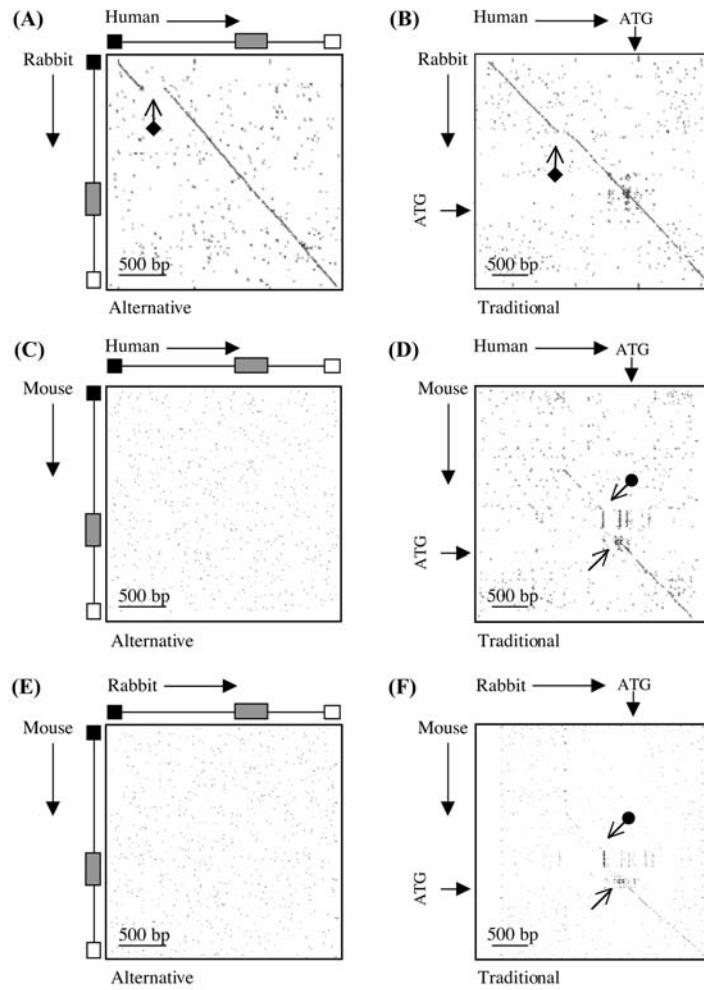 (A)
Human
Rabbit
500 bp
Alternative
(B)
Human
ATG
Rabbit
ATG
500 bp
Traditional
(C)
Human
Mouse
500 bp
Alternative
(D)
Human
ATG
Mouse
ATG
500 bp
Traditional
(E)
Rabbit
Mouse
500 bp
Alternative
(F)
Rabbit
ATG
Mouse
ATG
500 bp
Traditional